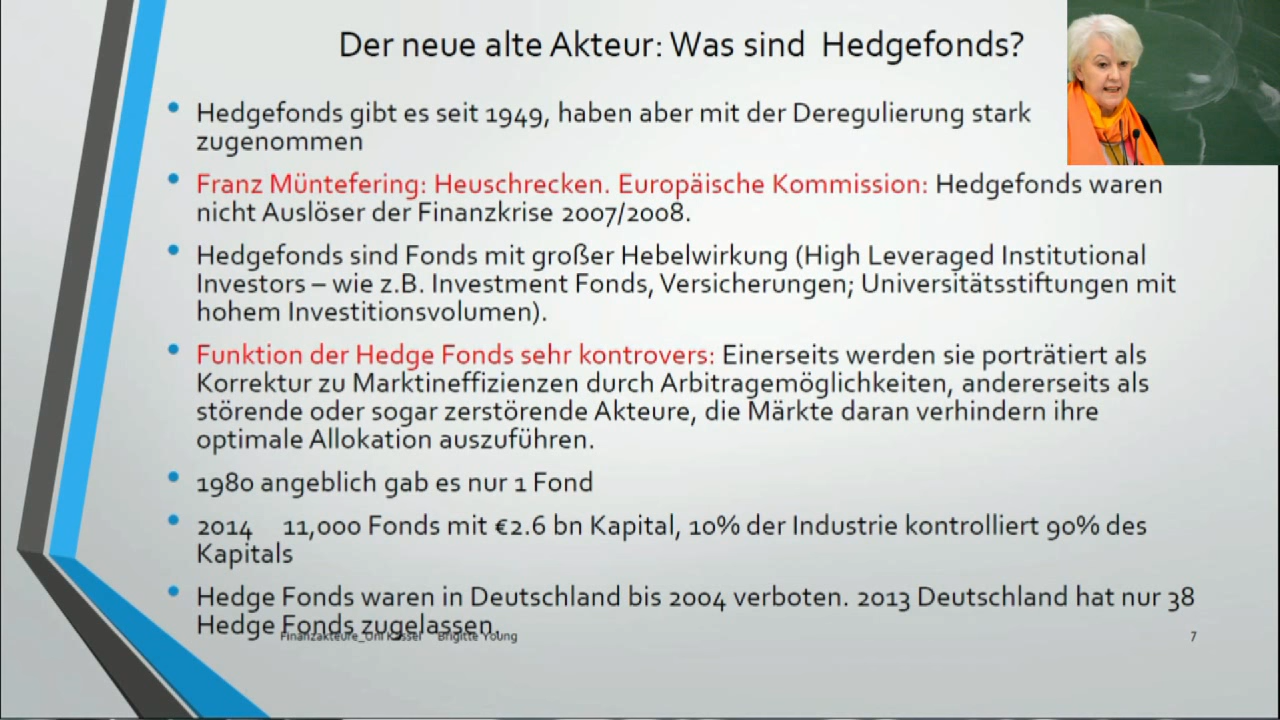 Der neue alte Akteur: Was sind Hedgefonds?
Hedgefonds gibt es seit 1949, haben aber mit der Deregulierung stark
zugenommen
Franz Müntefering: Heuschrecken. Europäische Kommission: Hedgefonds waren
nicht Auslöser der Finanzkrise 2007/2008.
Hedgefonds sind Fonds mit großer Hebelwirkung (High Leveraged Institutional
Investors – wie z.B. Investment Fonds, Versicherungen; Universitätsstiftungen mit
hohem Investitionsvolumen).
Funktion der Hedge Fonds sehr kontrovers: Einerseits werden sie porträtiert als
Korrektur zu Marktineffizienzen durch Arbitragemöglichkeiten, andererseits als
störende oder sogar zerstörende Akteure, die Märkte daran verhindern ihre
optimale Allokation auszuführen.
1980 angeblich gab es nur 1 Fond
2014 11,000 Fonds mit €2.6 bn Kapital, 10% der Industrie kontrolliert 90% des
Kapitals
Hedge Fonds waren in Deutschland bis 2004 verboten. 2013 Deutschland hat nur 38
Hedge Fonds zugelassen.
Finanzakteure_Uni Kassel Brigitte Young
7